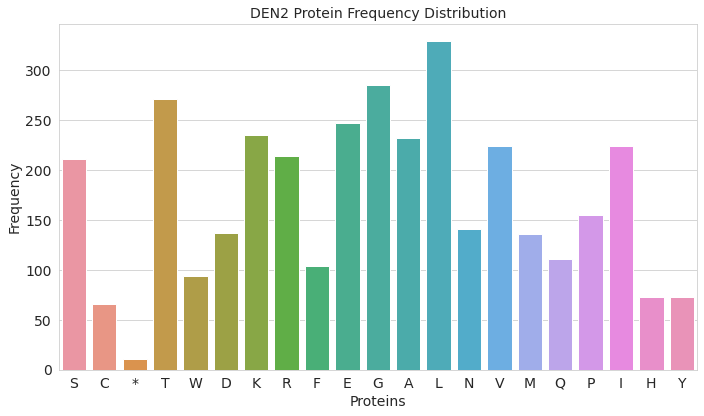 DEN2 Protein Frequency Distribution
Frequency
300
250
200
150
100
50
0
S C * T W D K R F E G A L N V M Q P I H Y
Proteins